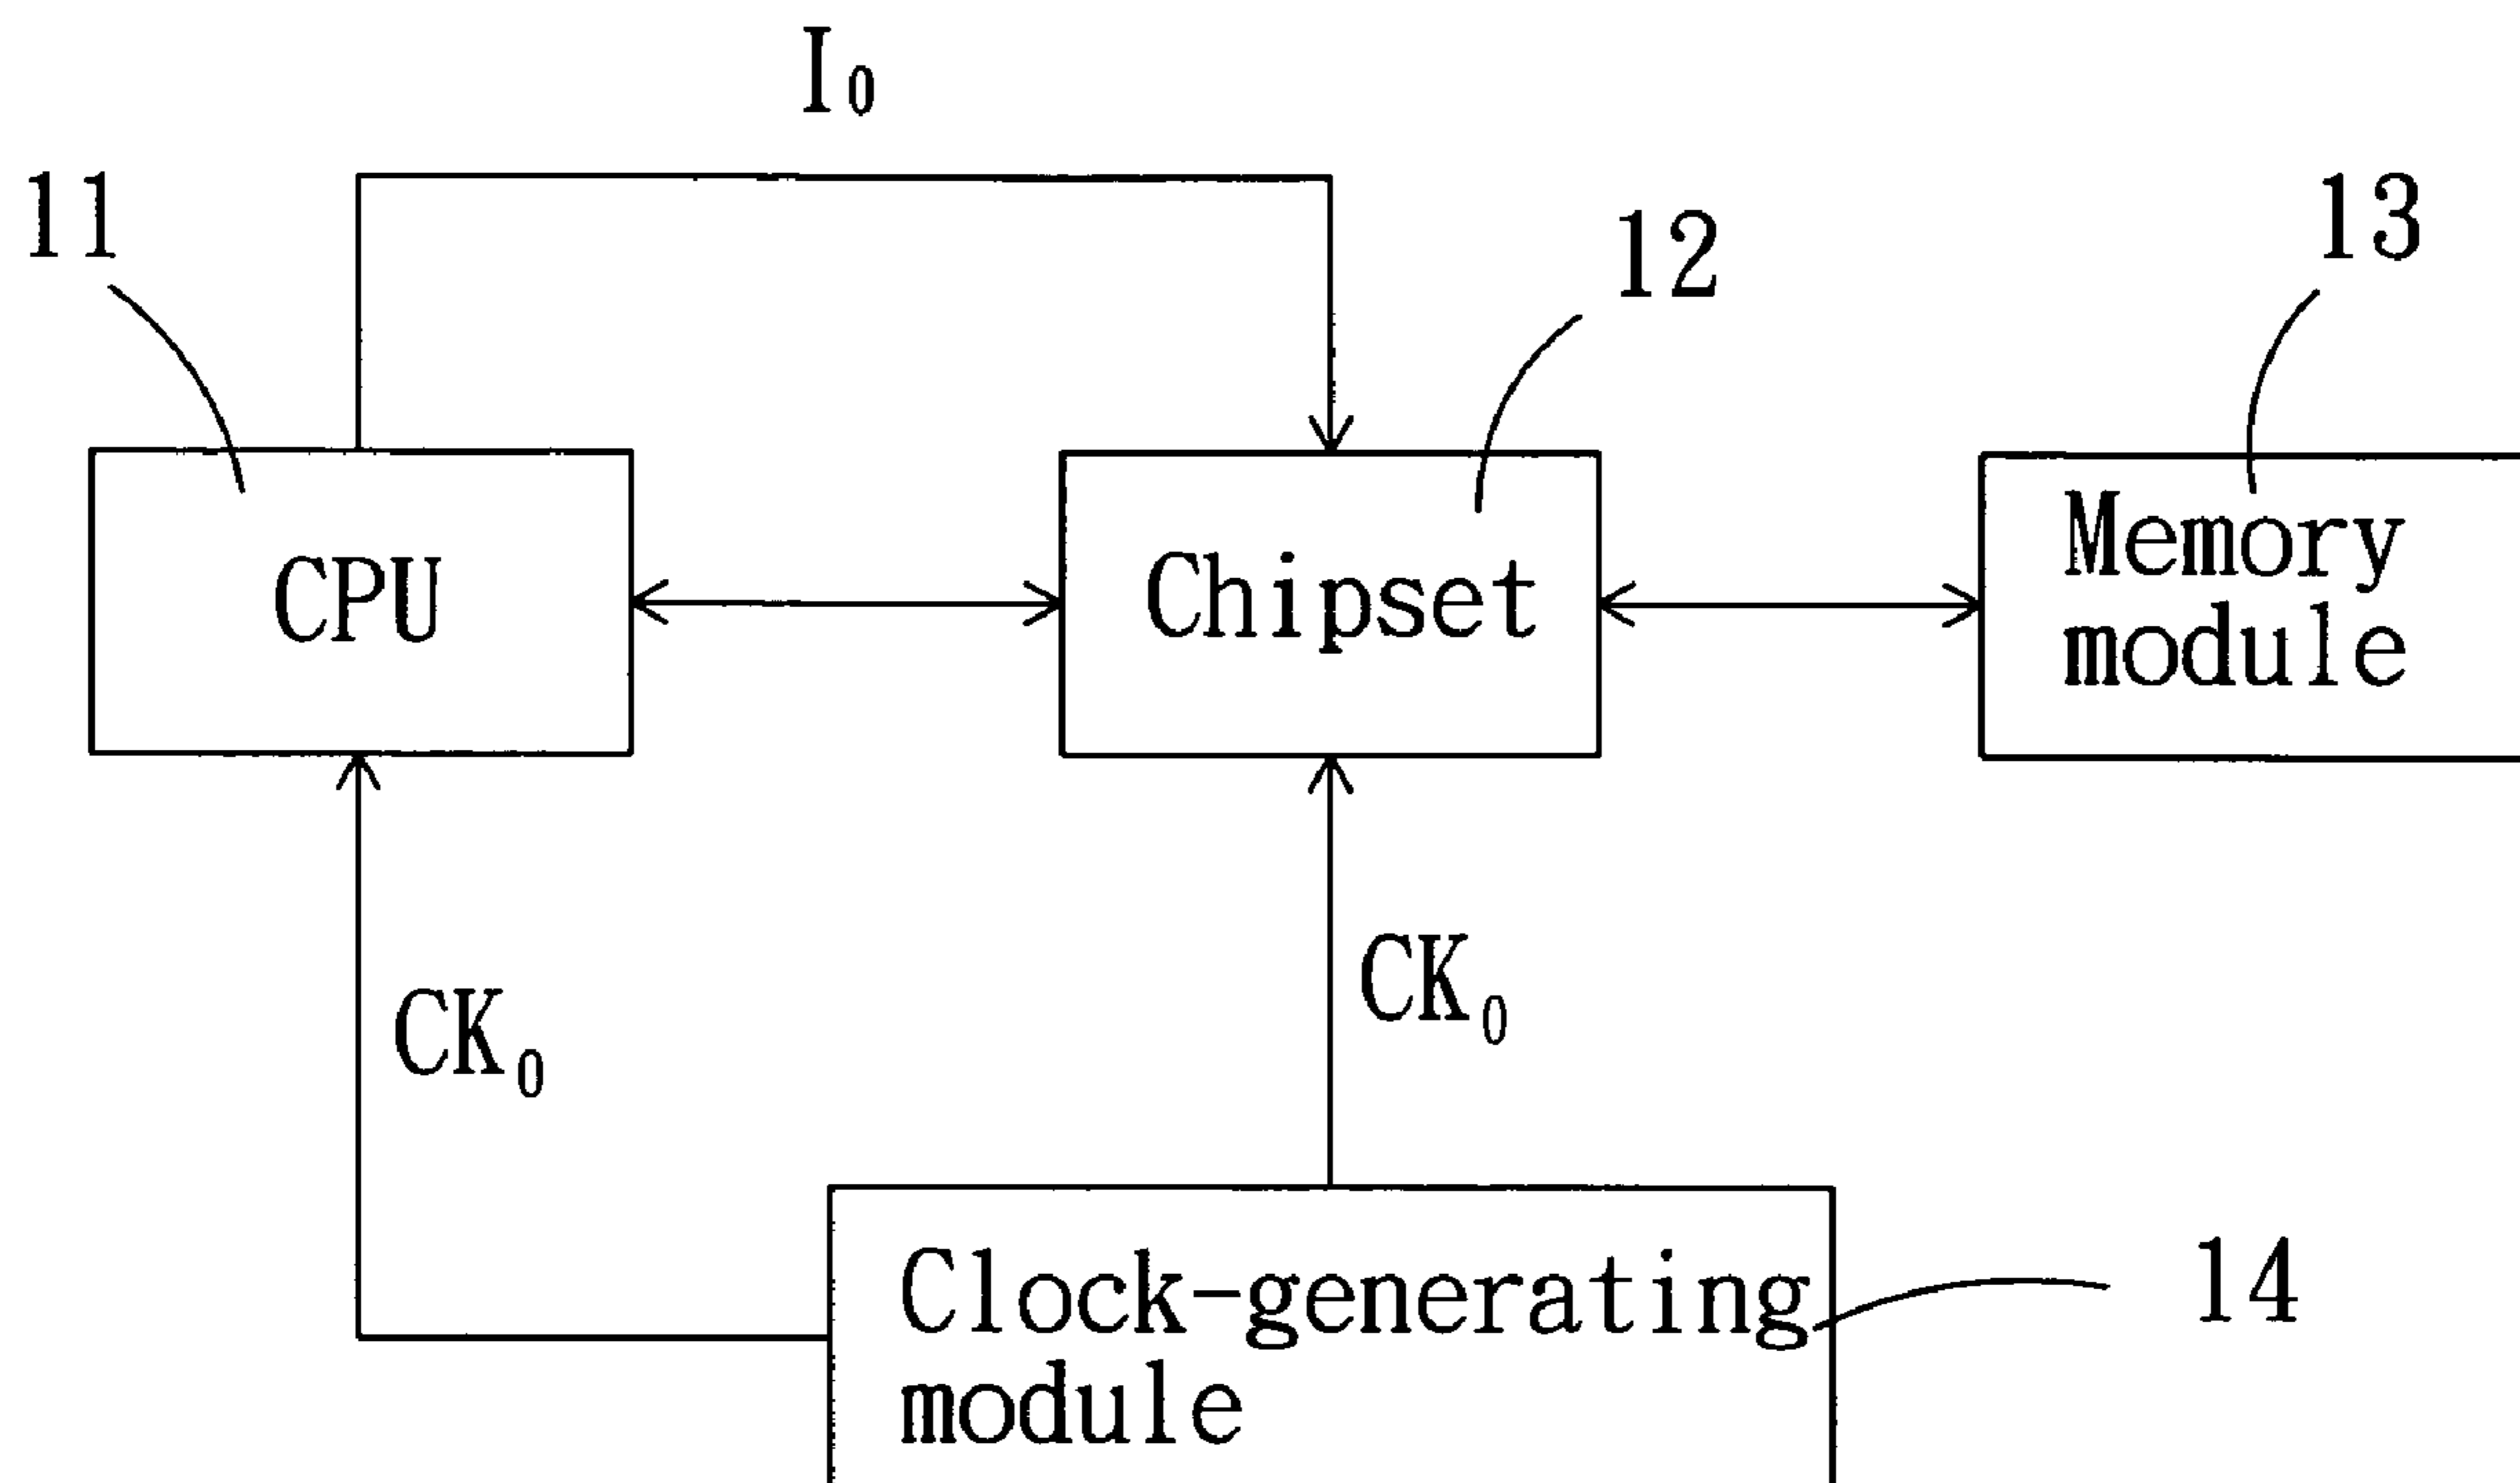 I₀
11
12
13
CPU
Chipset
Memory
module
CK₀
CK₀
Clock-generating
module
14